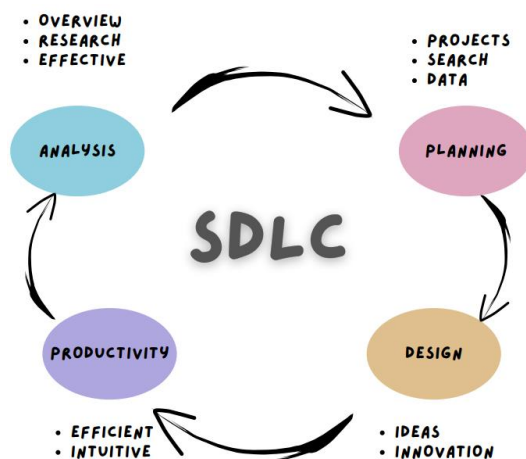 • OVERVIEW
• RESEARCH
• EFFECTIVE
• PROJECTS
• SEARCH
• DATA
ANALYSIS
PLANNING
SDLC
PRODUCTIVITY
DESIGN
• EFFICIENT
• INTUITIVE
• IDEAS
• INNOVATION